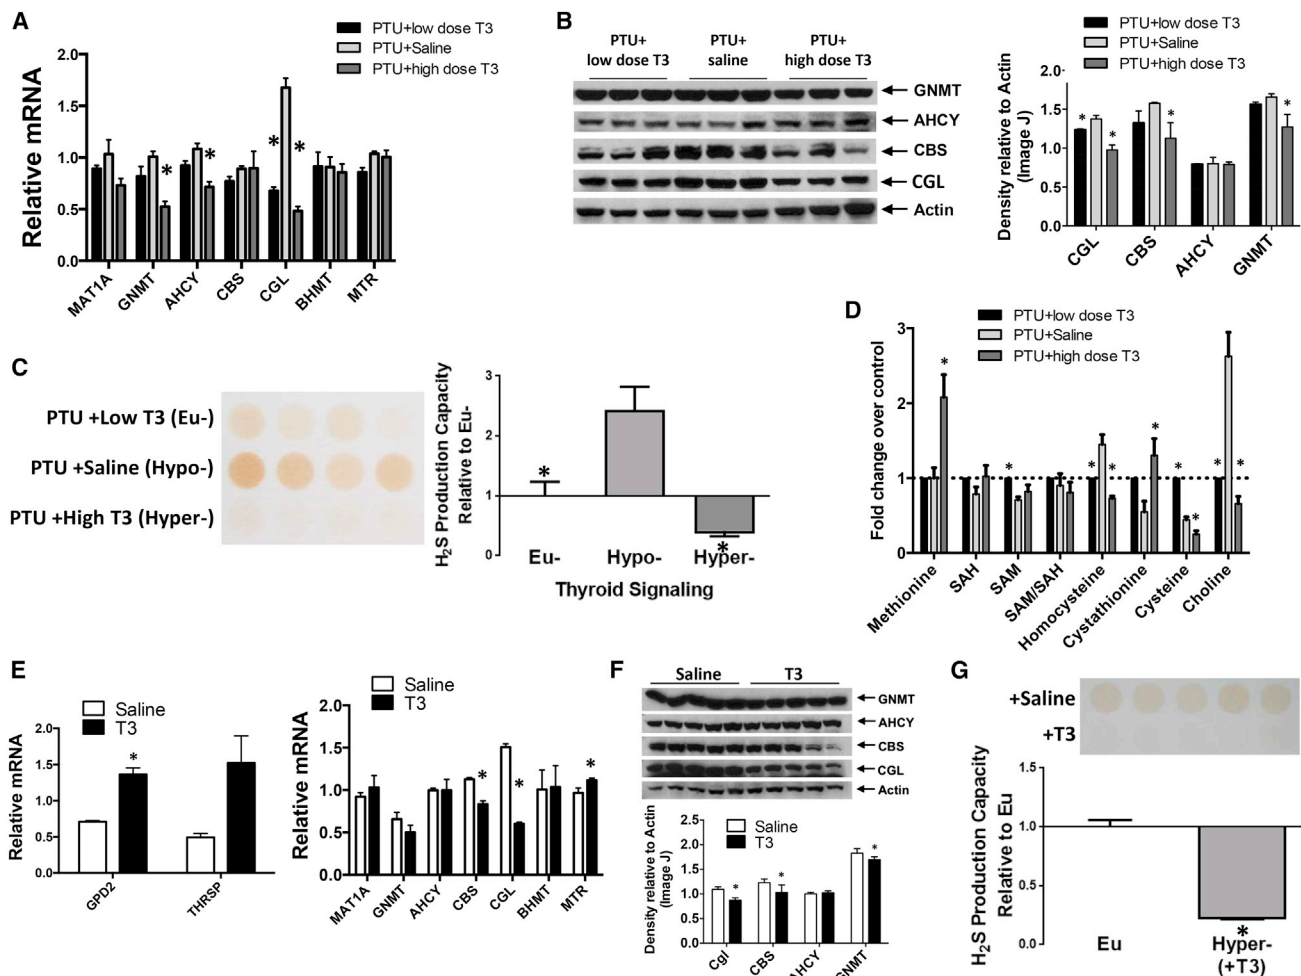 A
PTU+low dose T3
PTU+Saline
PTU+high dose T3
Relative mRNA
2.0
1.5
1.0
0.5
0.0
*
*
*
*
MAT1A
GNMT
AHCY
CBS
CGL
BHMT
MTR
B
PTU+ low dose T3
PTU+ saline
PTU+ high dose T3
GNMT
AHCY
CBS
CGL
Actin
PTU+low dose T3
PTU+Saline
PTU+high dose T3
Density relative to Actin
(Image J)
2.0
1.5
1.0
0.5
0.0
*
*
*
*
CGL
CBS
AHCY
GNMT
C
PTU +Low T3 (Eu-)
PTU +Saline (Hypo-)
PTU +High T3 (Hyper-)
H2S Production Capacity
Relative to Eu-
3
2
1
0
*
*
Eu-
Hypo-
Hyper-
Thyroid Signaling
D
PTU+low dose T3
PTU+Saline
PTU+high dose T3
Fold change over control
3
2
1
0
*
*
*
*
*
*
*
*
*
Methionine
SAH
SAM
SAM/SAH
Homocysteine
Cystathionine
Cysteine
Choline
E
Saline
T3
Relative mRNA
2.0
1.5
1.0
0.5
0.0
*
GPD2
THRSP
Saline
T3
Relative mRNA
2.0
1.5
1.0
0.5
0.0
*
*
*
MAT1A
GNMT
AHCY
CBS
CGL
BHMT
MTR
F
Saline
T3
GNMT
AHCY
CBS
CGL
Actin
Saline
T3
Density relative to Actin
(Image J)
2.5
2.0
1.5
1.0
0.5
0.0
*
*
*
Cgl
CBS
AHCY
GNMT
G
+Saline
+T3
H2S Production Capacity
Relative to Eu
1.5
1.0
0.5
0.0
*
Eu
Hyper-
(+T3)